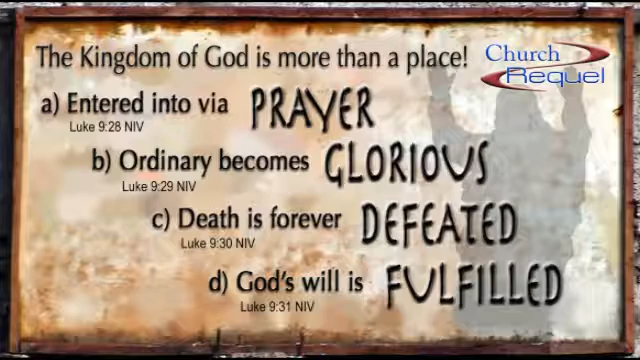 The Kingdom of God is more than a place!
Church
Requel
a) Entered into via PRAYER
Luke 9:28 NIV
b) Ordinary becomes GLORIOUS
Luke 9:29 NIV
c) Death is forever DEFEATED
Luke 9:30 NIV
d) God's will is FULFILLED
Luke 9:31 NIV